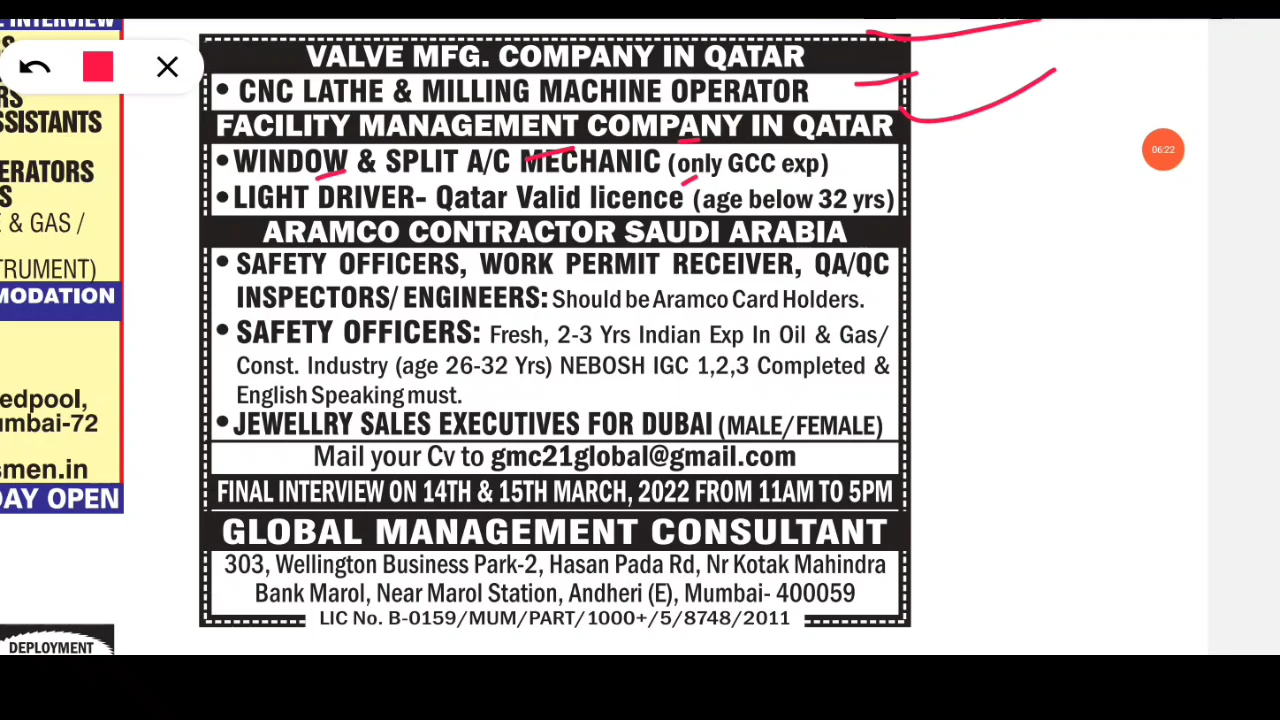 INTERVIEW
SSISTANTS
ERATORS
E & GAS /
TRUMENT)
MODATION
edpool,
umbai-72
smen.in
DAY OPEN
DEPLOYMENT
VALVE MFG. COMPANY IN QATAR
• CNC LATHE & MILLING MACHINE OPERATOR
FACILITY MANAGEMENT COMPANY IN QATAR
• WINDOW & SPLIT A/C MECHANIC (only GCC exp)
• LIGHT DRIVER- Qatar Valid licence (age below 32 yrs)
ARAMCO CONTRACTOR SAUDI ARABIA
• SAFETY OFFICERS, WORK PERMIT RECEIVER, QA/QC
INSPECTORS/ ENGINEERS: Should be Aramco Card Holders.
• SAFETY OFFICERS: Fresh, 2-3 Yrs Indian Exp In Oil & Gas/
Const. Industry (age 26-32 Yrs) NEBOSH IGC 1,2,3 Completed &
English Speaking must.
• JEWELLRY SALES EXECUTIVES FOR DUBAI (MALE/FEMALE)
Mail your Cv to gmc21global@gmail.com
FINAL INTERVIEW ON 14TH & 15TH MARCH, 2022 FROM 11AM TO 5PM
GLOBAL MANAGEMENT CONSULTANT
303, Wellington Business Park-2, Hasan Pada Rd, Nr Kotak Mahindra
Bank Marol, Near Marol Station, Andheri (E), Mumbai- 400059
LIC No. B-0159/MUM/PART/1000+/5/8748/2011
06:22